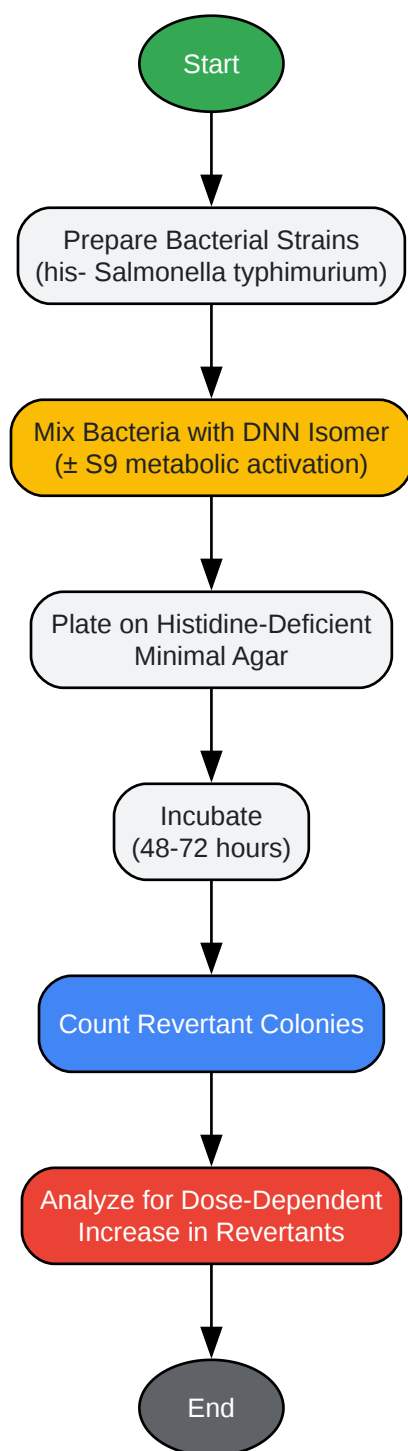 Start
Prepare Bacterial Strains
(his- Salmonella typhimurium)
Mix Bacteria with DNN Isomer
(± S9 metabolic activation)
Plate on Histidine-Deficient
Minimal Agar
Incubate
(48-72 hours)
Count Revertant Colonies
Analyze for Dose-Dependent
Increase in Revertants
End